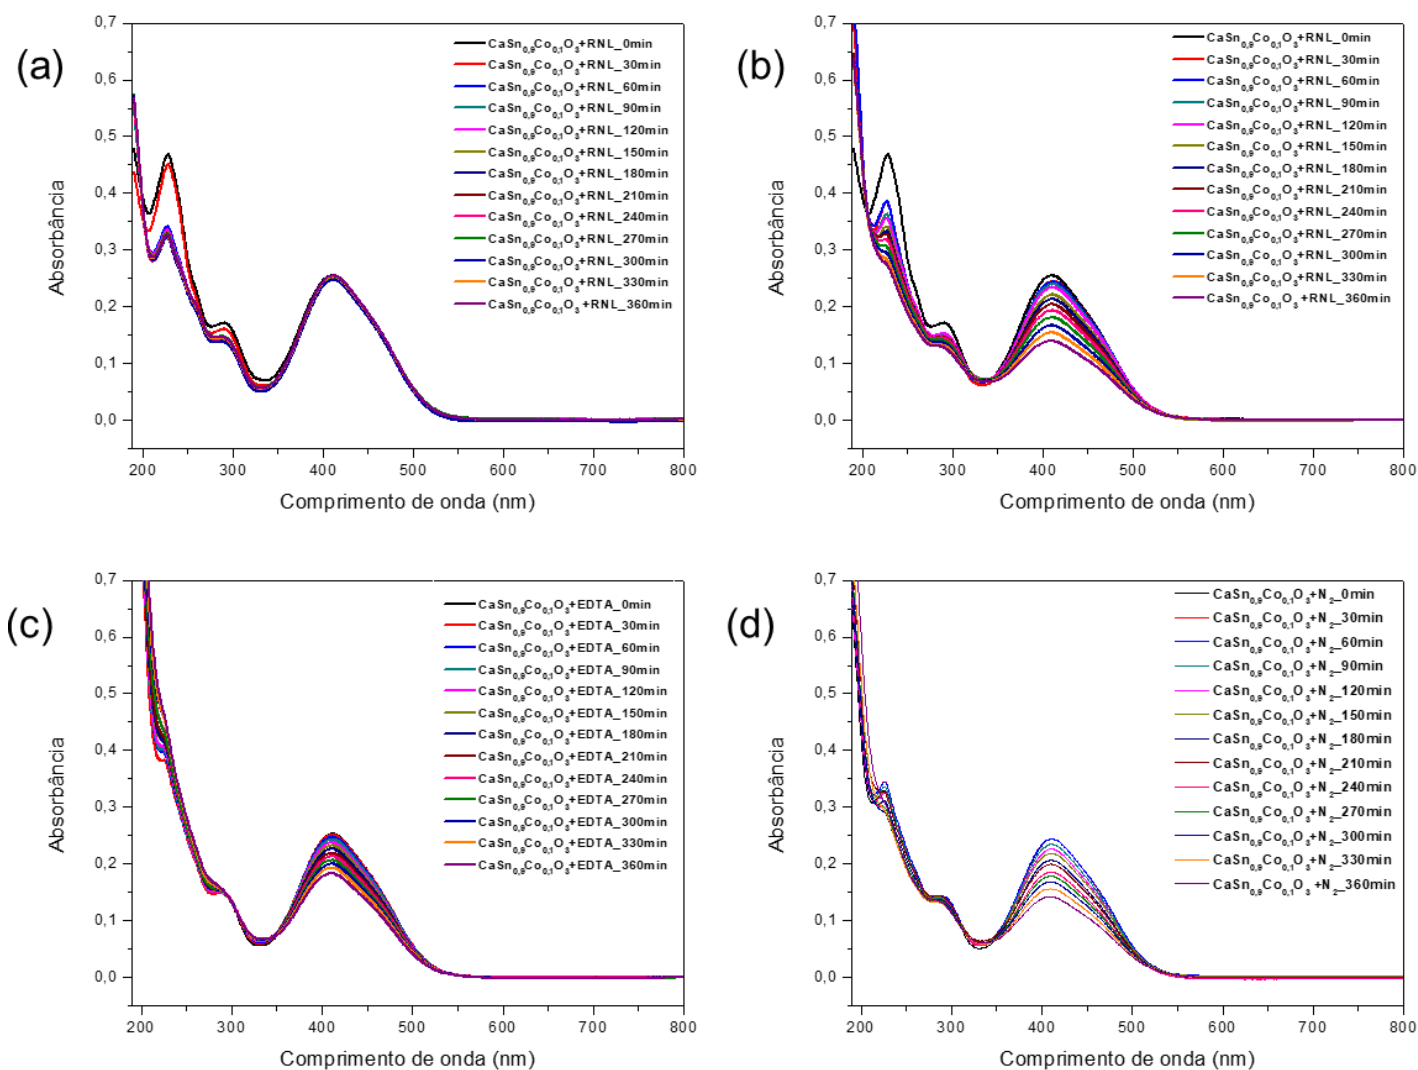 (a)
0,7
0,6
0,5
0,4
0,3
0,2
0,1
0,0
Absorbância
CaSn0,9Co0,1O3+RNL_0min
CaSn0,9Co0,1O3+RNL_30min
CaSn0,9Co0,1O3+RNL_60min
CaSn0,9Co0,1O3+RNL_90min
CaSn0,9Co0,1O3+RNL_120min
CaSn0,9Co0,1O3+RNL_150min
CaSn0,9Co0,1O3+RNL_180min
CaSn0,9Co0,1O3+RNL_210min
CaSn0,9Co0,1O3+RNL_240min
CaSn0,9Co0,1O3+RNL_270min
CaSn0,9Co0,1O3+RNL_300min
CaSn0,9Co0,1O3+RNL_330min
CaSn0,9Co0,1O3 +RNL_360min
200 300 400 500 600 700 800
Comprimento de onda (nm)
(b)
0,7
0,6
0,5
0,4
0,3
0,2
0,1
0,0
Absorbância
CaSn0,9Co0,1O3+RNL_0min
CaSn0,9Co0,1O3+RNL_30min
CaSn0,9Co0,1O3+RNL_60min
CaSn0,9Co0,1O3+RNL_90min
CaSn0,9Co0,1O3+RNL_120min
CaSn0,9Co0,1O3+RNL_150min
CaSn0,9Co0,1O3+RNL_180min
CaSn0,9Co0,1O3+RNL_210min
CaSn0,9Co0,1O3+RNL_240min
CaSn0,9Co0,1O3+RNL_270min
CaSn0,9Co0,1O3+RNL_300min
CaSn0,9Co0,1O3+RNL_330min
CaSn0,9Co0,1O3 +RNL_360min
200 300 400 500 600 700 800
Comprimento de onda (nm)
(c)
0,7
0,6
0,5
0,4
0,3
0,2
0,1
0,0
Absorbância
CaSn0,9Co0,1O3+EDTA_0min
CaSn0,9Co0,1O3+EDTA_30min
CaSn0,9Co0,1O3+EDTA_60min
CaSn0,9Co0,1O3+EDTA_90min
CaSn0,9Co0,1O3+EDTA_120min
CaSn0,9Co0,1O3+EDTA_150min
CaSn0,9Co0,1O3+EDTA_180min
CaSn0,9Co0,1O3+EDTA_210min
CaSn0,9Co0,1O3+EDTA_240min
CaSn0,9Co0,1O3+EDTA_270min
CaSn0,9Co0,1O3+EDTA_300min
CaSn0,9Co0,1O3+EDTA_330min
CaSn0,9Co0,1O3+EDTA_360min
200 300 400 500 600 700 800
Comprimento de onda (nm)
(d)
0,7
0,6
0,5
0,4
0,3
0,2
0,1
0,0
Absorbância
CaSn0,9Co0,1O3+N2_0min
CaSn0,9Co0,1O3+N2_30min
CaSn0,9Co0,1O3+N2_60min
CaSn0,9Co0,1O3+N2_90min
CaSn0,9Co0,1O3+N2_120min
CaSn0,9Co0,1O3+N2_150min
CaSn0,9Co0,1O3+N2_180min
CaSn0,9Co0,1O3+N2_210min
CaSn0,9Co0,1O3+N2_240min
CaSn0,9Co0,1O3+N2_270min
CaSn0,9Co0,1O3+N2_300min
CaSn0,9Co0,1O3+N2_330min
CaSn0,9Co0,1O3 +N2_360min
200 300 400 500 600 700 800
Comprimento de onda (nm)